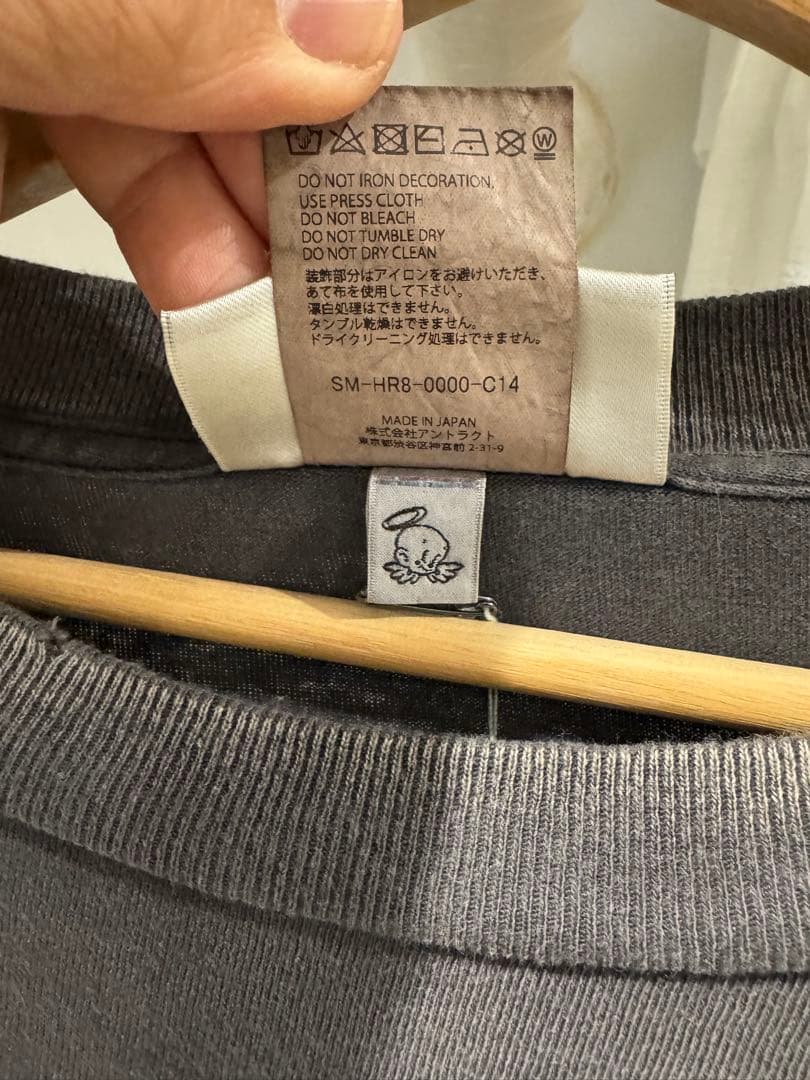 W
DO NOT IRON DECORATION,
USE PRESS CLOTH
DO NOT BLEACH
DO NOT TUMBLE DRY
DO NOT DRY CLEAN
装飾部分はアイロンをお避けいただき、
あて布を使用して下さい。
漂白処理はできません。
タンブル乾燥はできません。
ドライクリーニング処理はできません。
SM-HR8-0000-C14
MADE IN JAPAN
株式会社アントラクト
東京都渋谷区神宮前 2-31-9